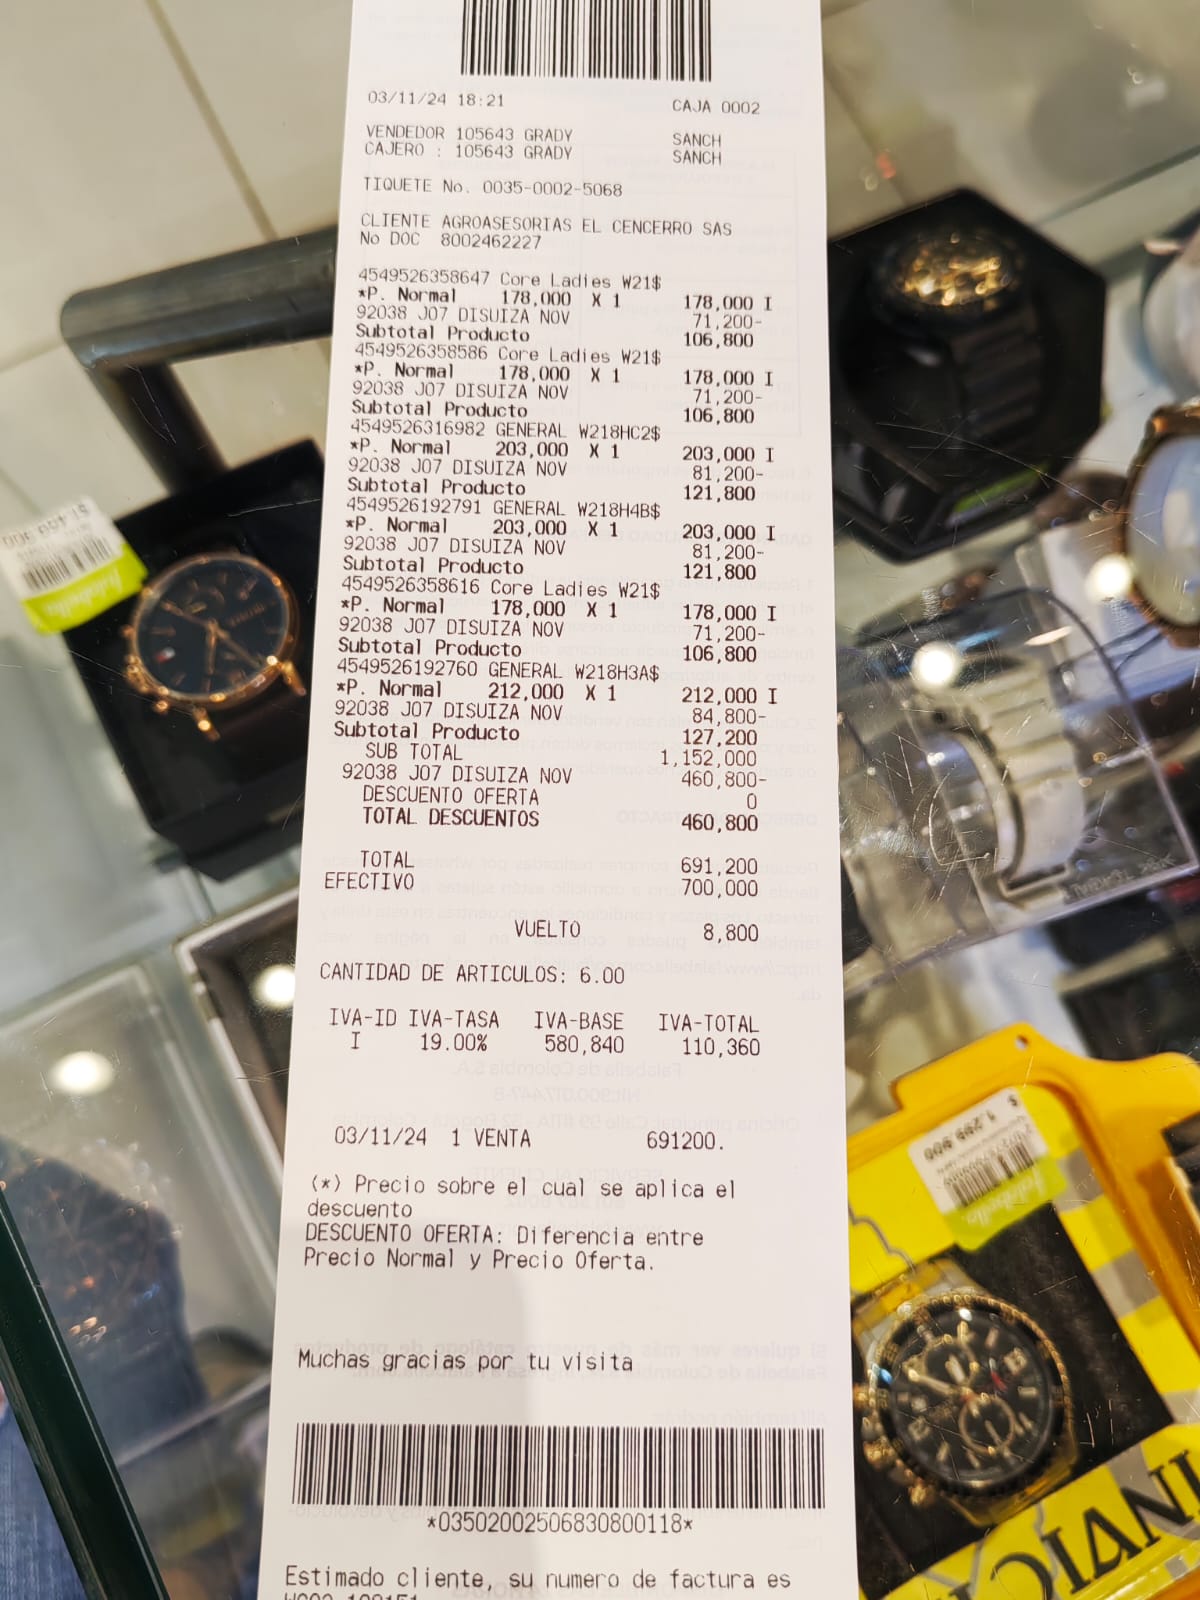 03/11/24 18:21 CAJA 0002
VENDEDOR 105643 GRADY SANCH
CAJERO : 105643 GRADY SANCH
TIQUETE No. 0035-0002-5068
CLIENTE AGROASESORIAS EL CENCERRO SAS
No DOC 8002462227
4549526358647 Core Ladies W21$
*P. Normal 178,000 X 1 178,000 I
92038 J07 DISUIZA NOV 71,200-
Subtotal Producto 106,800
4549526358586 Core Ladies W21$
*P. Normal 178,000 X 1 178,000 I
92038 J07 DISUIZA NOV 71,200-
Subtotal Producto 106,800
4549526316982 GENERAL W218HC2$
*P. Normal 203,000 X 1 203,000 I
92038 J07 DISUIZA NOV 81,200-
Subtotal Producto 121,800
4549526192791 GENERAL W218H4B$
*P. Normal 203,000 X 1 203,000 I
92038 J07 DISUIZA NOV 81,200-
Subtotal Producto 121,800
4549526358616 Core Ladies W21$
*P. Normal 178,000 X 1 178,000 I
92038 J07 DISUIZA NOV 71,200-
Subtotal Producto 106,800
4549526192760 GENERAL W218H3A$
*P. Normal 212,000 X 1 212,000 I
92038 J07 DISUIZA NOV 84,800-
Subtotal Producto 127,200
SUB TOTAL 1,152,000
92038 J07 DISUIZA NOV 460,800-
DESCUENTO OFERTA 0
TOTAL DESCUENTOS 460,800
TOTAL 691,200
EFECTIVO 700,000
VUELTO 8,800
CANTIDAD DE ARTICULOS: 6.00
IVA-ID IVA-TASA IVA-BASE IVA-TOTAL
I 19.00% 580,840 110,360
03/11/24 1 VENTA 691200.
(*) Precio sobre el cual se aplica el
descuento
DESCUENTO OFERTA: Diferencia entre
Precio Normal y Precio Oferta.
Muchas gracias por tu visita
*03502002506830800118*
Estimado cliente, su numero de factura es
falabella.
$ 1.299.900
falabella.
INVIC